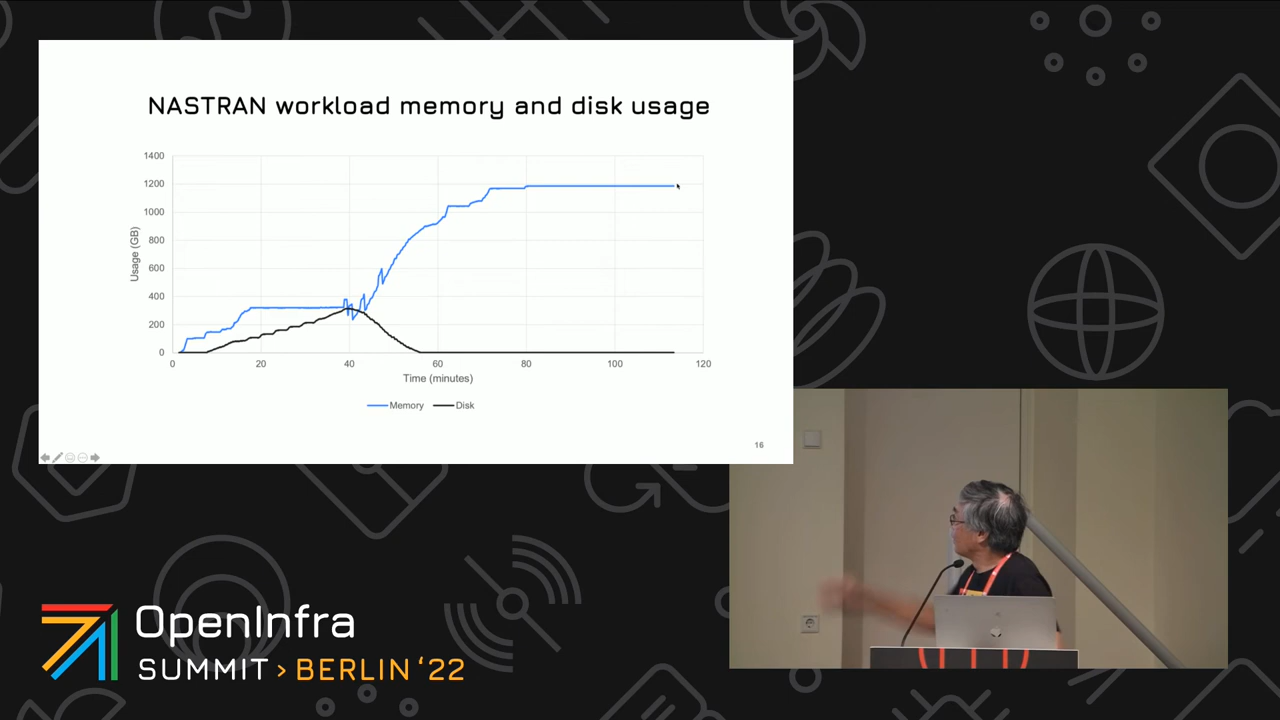 NASTRAN workload memory and disk usage
1400
1200
1000
800
600
400
200
0
Usage (GB)
0 20 40 60 80 100 120
Time (minutes)
Memory Disk
16
OpenInfra
SUMMIT > BERLIN ‘22